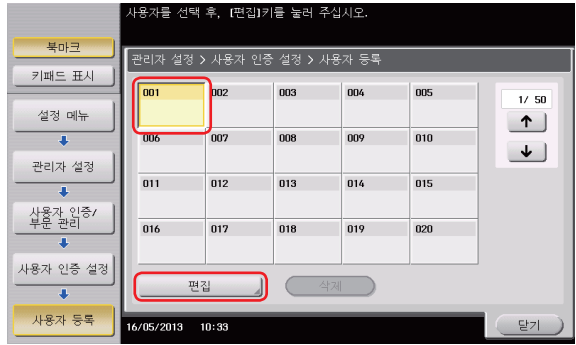 사용자를 선택 후, [편집]키를 눌러 주십시오.
북마크
키패드 표시
설정 메뉴
관리자 설정
사용자 인증/
부문 관리
사용자 인증 설정
사용자 등록
관리자 설정 > 사용자 인증 설정 > 사용자 등록
001 002 003 004 005
006 007 008 009 010
011 012 013 014 015
016 017 018 019 020
1/ 50
편집
삭제
16/05/2013 10:33
닫기